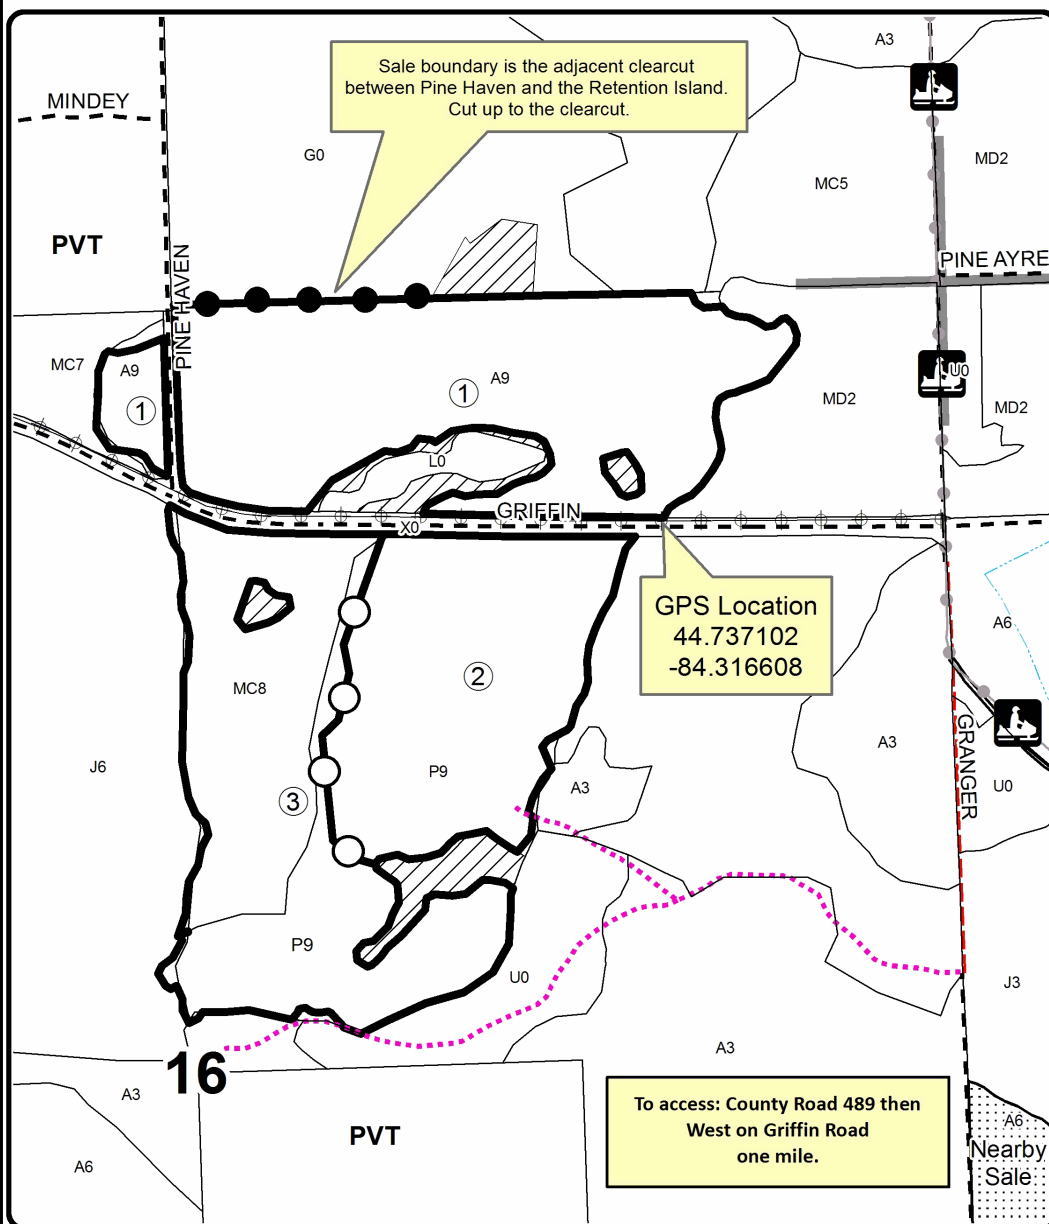 A3
Sale boundary is the adjacent clearcut
between Pine Haven and the Retention Island.
Cut up to the clearcut.
MINDEY
G0
MC5
MD2
PVT
PINE HAVEN
PINE AYRE
MC7
A9
1
1
A9
MD2
U0
MD2
L0
GRIFFIN
X0
GPS Location
44.737102
-84.316608
A6
2
MC8
GRANGER
J6
P9
A3
A3
U0
3
P9
U0
J3
16
A3
A3
PVT
A6
To access: County Road 489 then
West on Griffin Road
one mile.
A6
Nearby
Sale